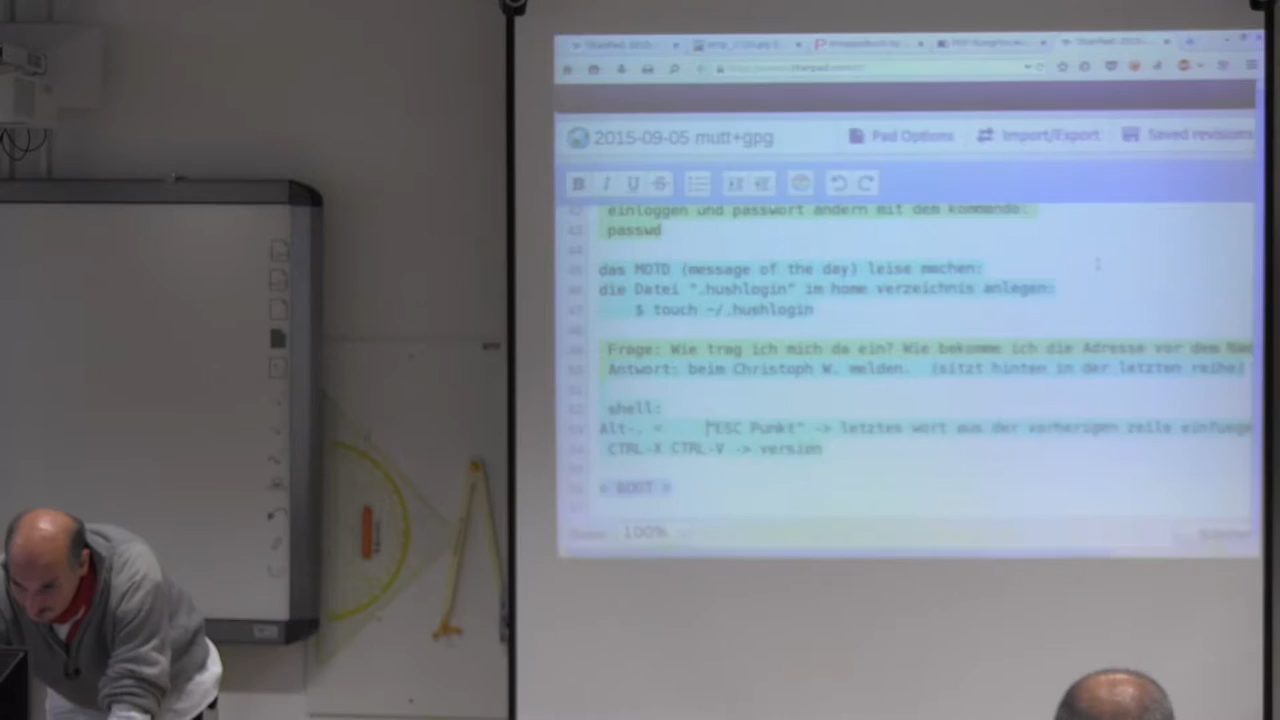 2015-09-05 mutt+gpg
Pad Options
Import/Export
Saved revisions
B I U S
einloggen und passwort ändern mit dem kommando:
passwd
das MOTD (message of the day) leise machen:
die Datei ".hushlogin" im home verzeichnis anlegen:
$ touch ~/.hushlogin
Frage: Wie trag ich mich da ein? Wie bekomme ich die Adresse vor dem
Antwort: beim Christoph W. melden. (sitzt hinten in der letzten reihe)
shell:
Alt-. = "ESC Punkt" -> letztes wort aus der vorherigen zeile einfuege
CTRL-X CTRL-V -> version
< ROOT >
100%